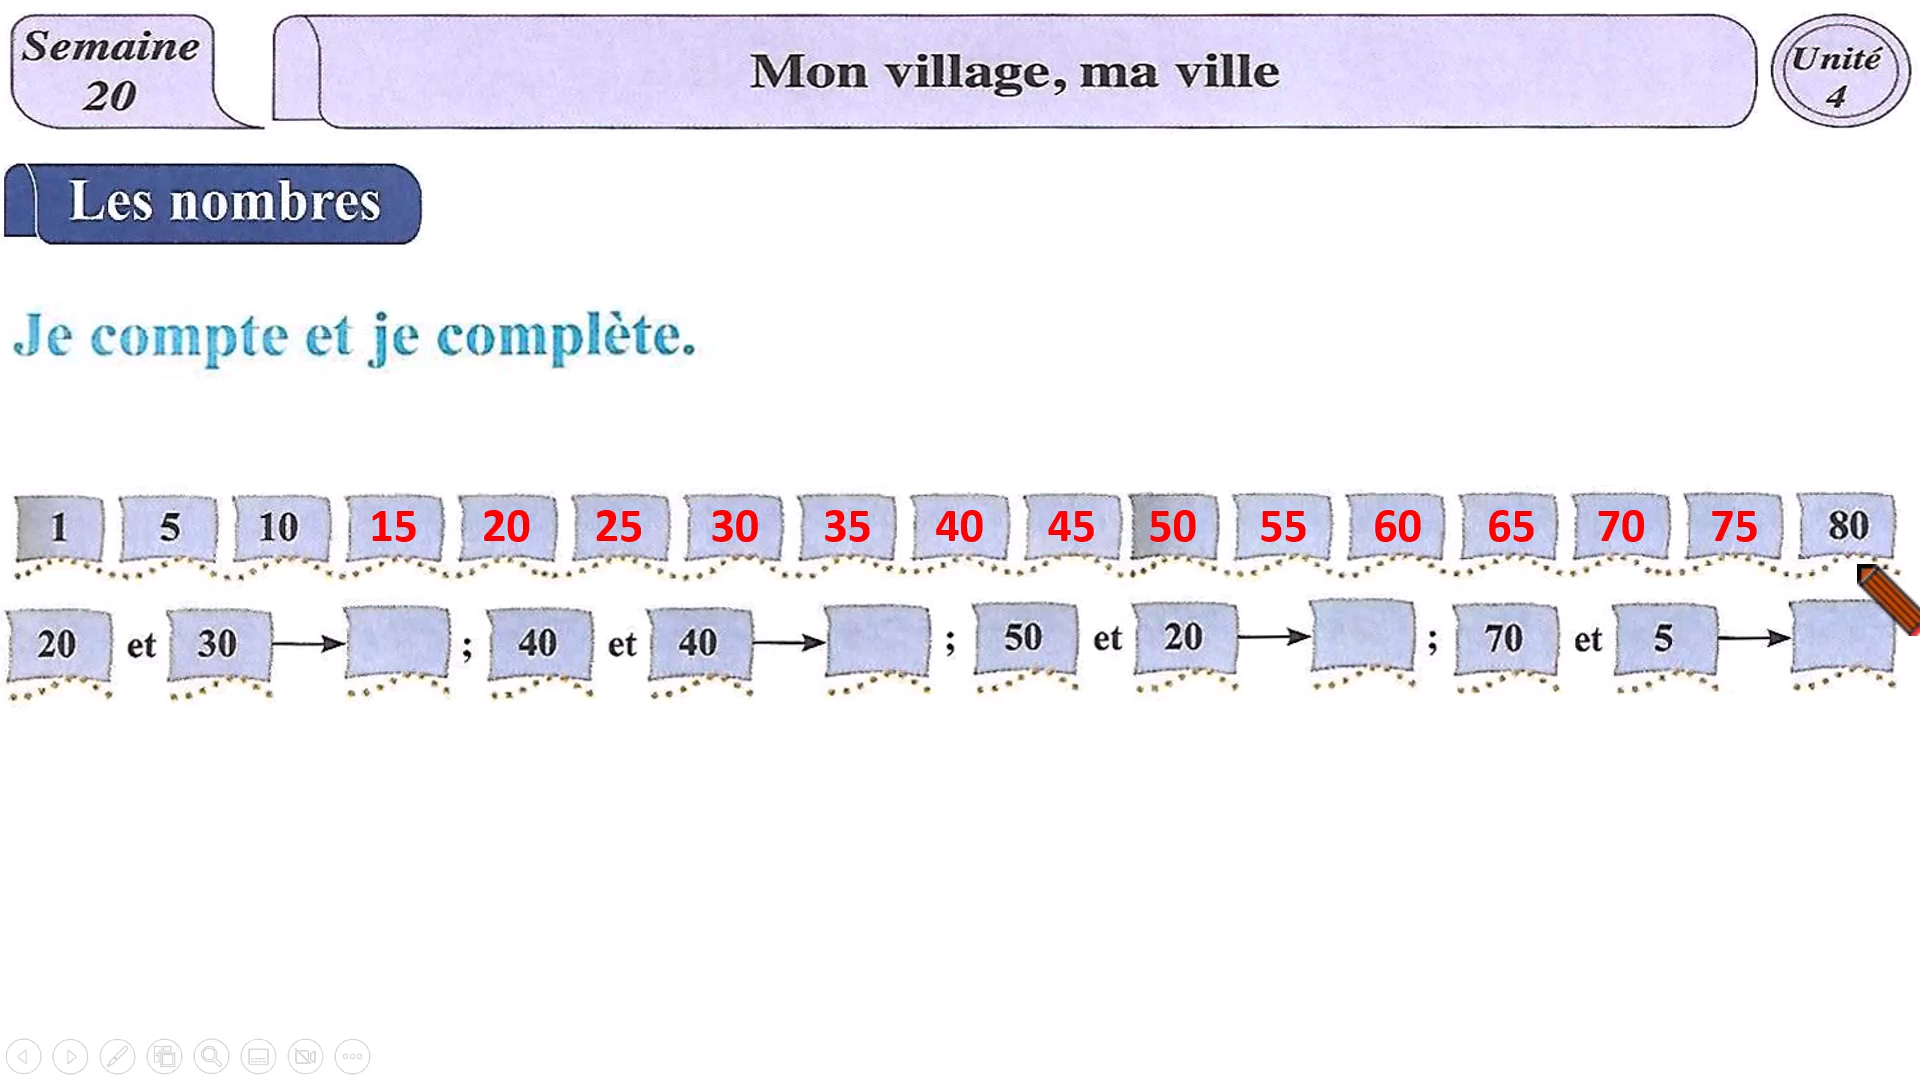 Semaine
20
Mon village, ma ville
Unité
4
Les nombres
Je compte et je complète.
1 5 10 15 20 25 30 35 40 45 50 55 60 65 70 75 80
20 et 30 → ; 40 et 40 → ; 50 et 20 → ; 70 et 5 →